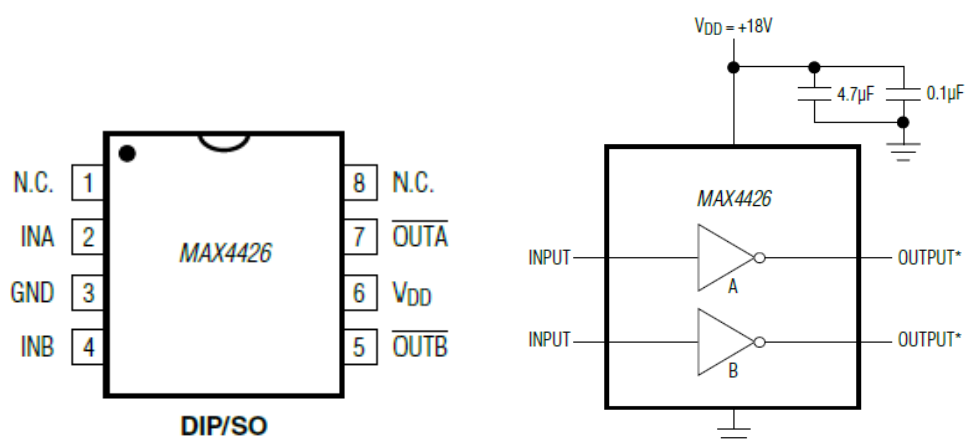 N.C. 1
INA 2
GND 3
INB 4
MAX4426
8 N.C.
7 OUTA
6 VDD
5 OUTB
DIP/SO
VDD = +18V
4.7µF
0.1µF
MAX4426
INPUT
A
OUTPUT*
INPUT
B
OUTPUT*